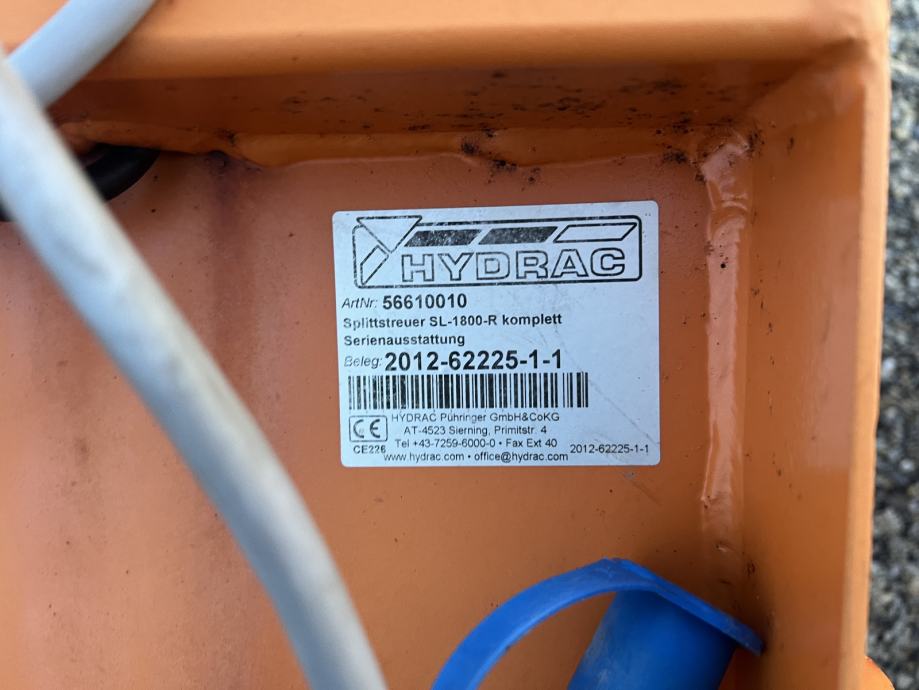 HYDRAC
ArtNr: 56610010
Splittstreuer SL-1800-R komplett
Serienausstattung
Beleg: 2012-62225-1-1
HYDRAC Pühringer GmbH&CoKG
AT-4523 Sierning, Primitstr. 4
Tel +43-7259-6000-0 • Fax Ext 40
CE
CE226
www.hydrac.com • office@hydrac.com
2012-62225-1-1